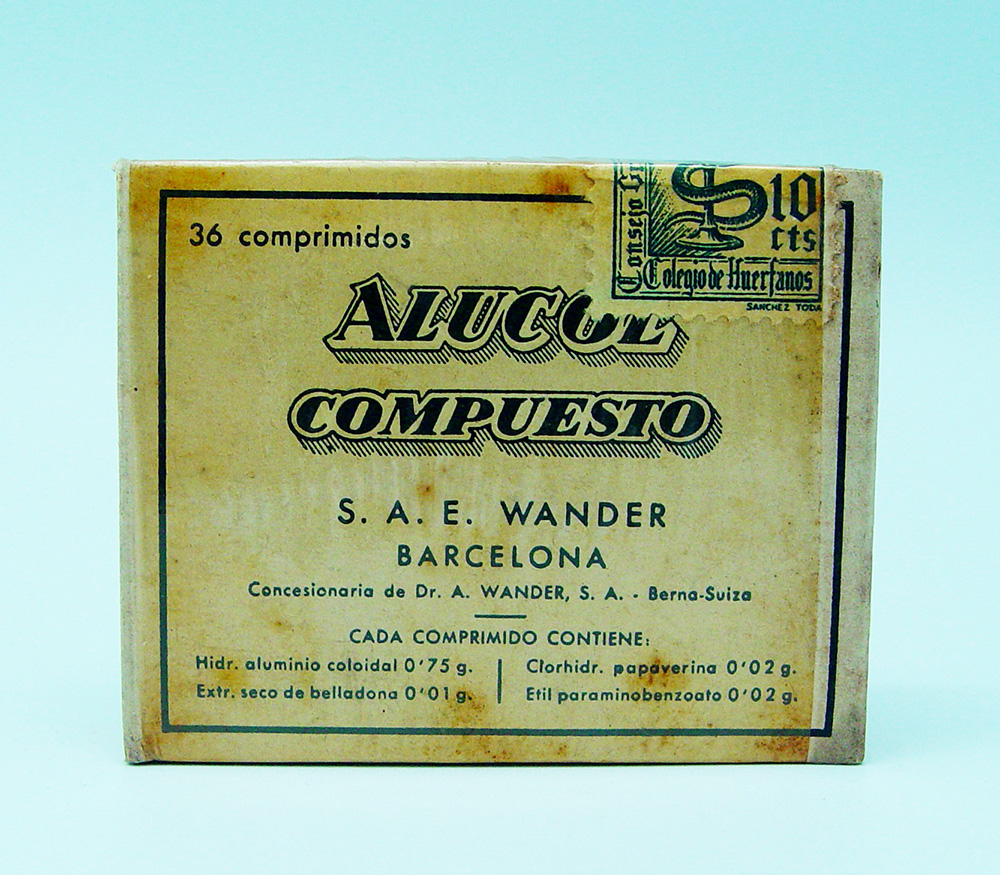 36 comprimidos
10
cts
Consejo
Colegio de Huerfanos
SANCHEZ TODA
ALUCOL
COMPUESTO
S. A. E. WANDER
BARCELONA
Concesionaria de Dr. A. WANDER, S. A. - Berna-Suiza
CADA COMPRIMIDO CONTIENE:
Hidr. aluminio coloidal 0'75 g.
Extr. seco de belladona 0'01 g.
Clorhidr. papaverina 0'02 g.
Etil paraminobenzoato 0'02 g.